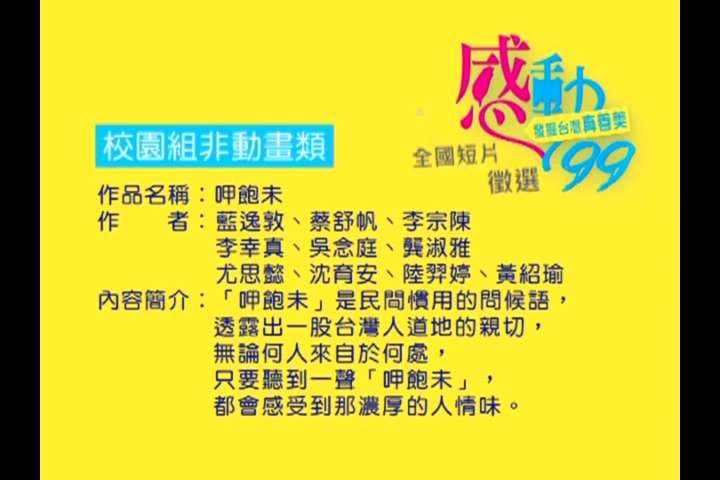 感動
發掘台灣真善美
全國短片
徵選
'99
校園組非動畫類
作品名稱：呷飽未
作　　者：藍逸敦、蔡舒帆、李宗陳
李幸真、吳念庭、龔淑雅
尤思懿、沈育安、陸羿婷、黃紹瑜
內容簡介：「呷飽未」是民間慣用的問候語，
透露出一股台灣人道地的親切，
無論何人來自於何處，
只要聽到一聲「呷飽未」，
都會感受到那濃厚的人情味。